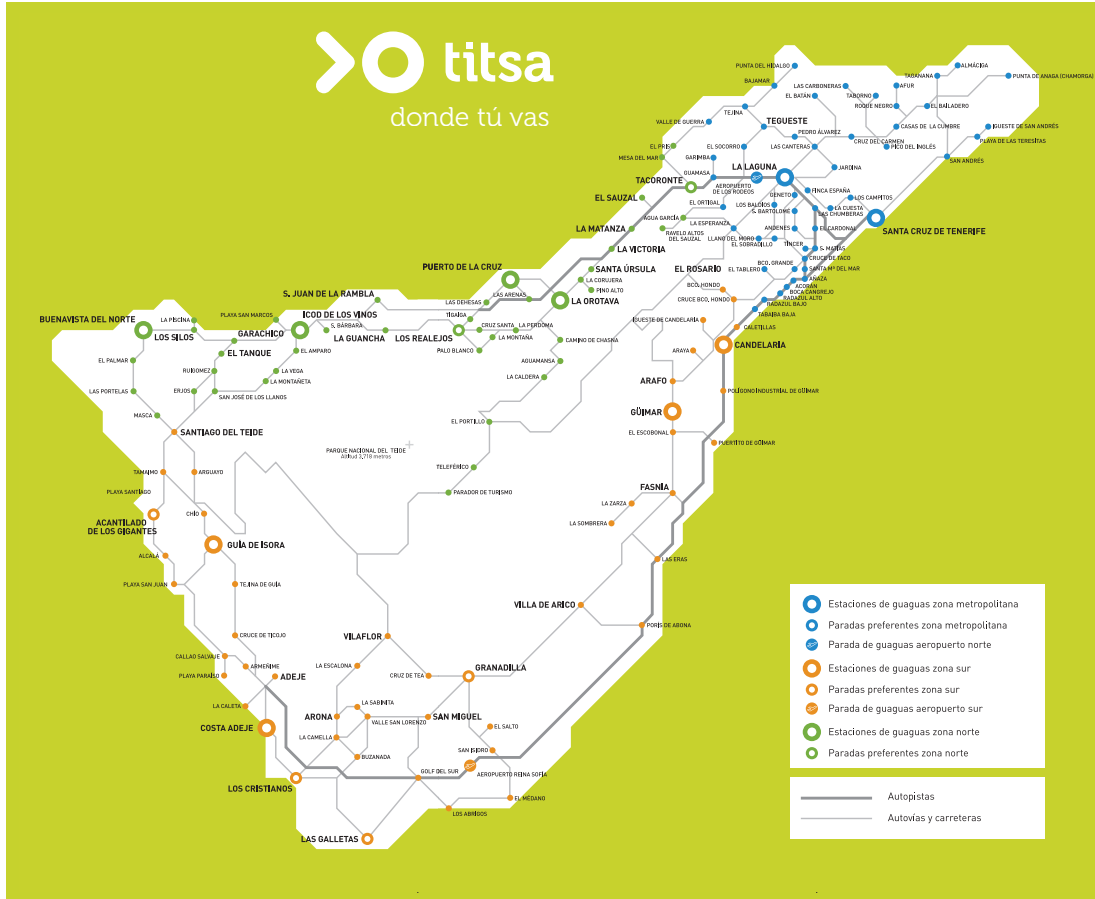 titsa
donde tú vas
PUNTA DEL HIDALGO
BAJAMAR
ALMÁCIGA
TAGANANA
PUNTA DE ANAGA (CHAMORGA)
LAS CARBONERAS
AFUR
EL BATÁN
TABORNO
ROQUE NEGRO
EL BAILADERO
TEJINA
VALLE DE GUERRA
TEGUESTE
CASAS DE LA CUMBRE
IGUESTE DE SAN ANDRÉS
PEDRO ÁLVAREZ
CRUZ DEL CARMEN
PLAYA DE LAS TERESITAS
EL PRIS
EL SOCORRO
LAS CANTERAS
PICO DEL INGLÉS
MESA DEL MAR
GARIMBA
SAN ANDRÉS
LA LAGUNA
JARDINA
GUAMASA
TACORONTE
AEROPUERTO
DE LOS RODEOS
FINCA ESPAÑA
GENETO
LOS CAMPITOS
EL SAUZAL
EL ORTIGAL
LOS BALDÍOS
LA CUESTA
S. BARTOLOMÉ
LAS CHUMBERAS
AGUA GARCÍA
LA ESPERANZA
LA MATANZA
RAVELO ALTOS
DEL SAUZAL
ANDENES
EL CARDONAL
SANTA CRUZ DE TENERIFE
LLANO DEL MORO
EL SOBRADILLO
TÍNCER
S. MATÍAS
LA VICTORIA
CRUCE DE TACO
BCO. GRANDE
SANTA Mª DEL MAR
PUERTO DE LA CRUZ
SANTA ÚRSULA
EL ROSARIO
EL TABLERO
AÑAZA
LA CORUJERA
ACORÁN
PINO ALTO
BCO. HONDO
BOCA CANGREJO
LAS ARENAS
RADAZUL ALTO
S. JUAN DE LA RAMBLA
LAS DEHESAS
LA OROTAVA
CRUCE BCO. HONDO
RADAZUL BAJO
TABAIBA BAJA
BUENAVISTA DEL NORTE
LA PISCINA
PLAYA SAN MARCOS
ICOD DE LOS VINOS
TIGAIGA
IGUESTE DE CANDELARIA
CALETILLAS
S. BÁRBARA
CRUZ SANTA
LA PERDOMA
LOS SILOS
GARACHICO
LA GUANCHA
LOS REALEJOS
LA MONTAÑA
CAMINO DE CHASNA
CANDELARIA
EL TANQUE
EL AMPARO
PALO BLANCO
ARAYA
EL PALMAR
AGUAMANSA
RUIGOMEZ
LA VEGA
LA CALDERA
ARAFO
LA MONTAÑETA
LAS PORTELAS
ERJOS
SAN JOSÉ DE LOS LLANOS
POLÍGONO INDUSTRIAL DE GÜIMAR
MASCA
GÜIMAR
EL PORTILLO
SANTIAGO DEL TEIDE
EL ESCOBONAL
PUERTITO DE GÜIMAR
PARQUE NACIONAL DEL TEIDE
Altitud 3.718 metros
TELEFÉRICO
TAMAIMO
ARGUAYO
FASNIA
PLAYA SANTIAGO
PARADOR DE TURISMO
LA ZARZA
CHÍO
ACANTILADO
DE LOS GIGANTES
LA SOMBRERA
GUÍA DE ISORA
ALCALÁ
LAS ERAS
PLAYA SAN JUAN
TEJINA DE GUÍA
VILLA DE ARICO
PORÍS DE ABONA
CRUCE DE TICOJO
VILAFLOR
CALLAO SALVAJE
ARMEÑIME
LA ESCALONA
GRANADILLA
PLAYA PARAÍSO
ADEJE
CRUZ DE TEA
LA CALETA
LA SABINITA
ARONA
SAN MIGUEL
VALLE SAN LORENZO
COSTA ADEJE
EL SALTO
LA CAMELLA
SAN ISIDRO
BUZANADA
LOS CRISTIANOS
GOLF DEL SUR
AEROPUERTO REINA SOFÍA
EL MÉDANO
LOS ABRIGOS
LAS GALLETAS
Estaciones de guaguas zona metropolitana
Paradas preferentes zona metropolitana
Parada de guaguas aeropuerto norte
Estaciones de guaguas zona sur
Paradas preferentes zona sur
Parada de guaguas aeropuerto sur
Estaciones de guaguas zona norte
Paradas preferentes zona norte
Autopistas
Autovías y carreteras